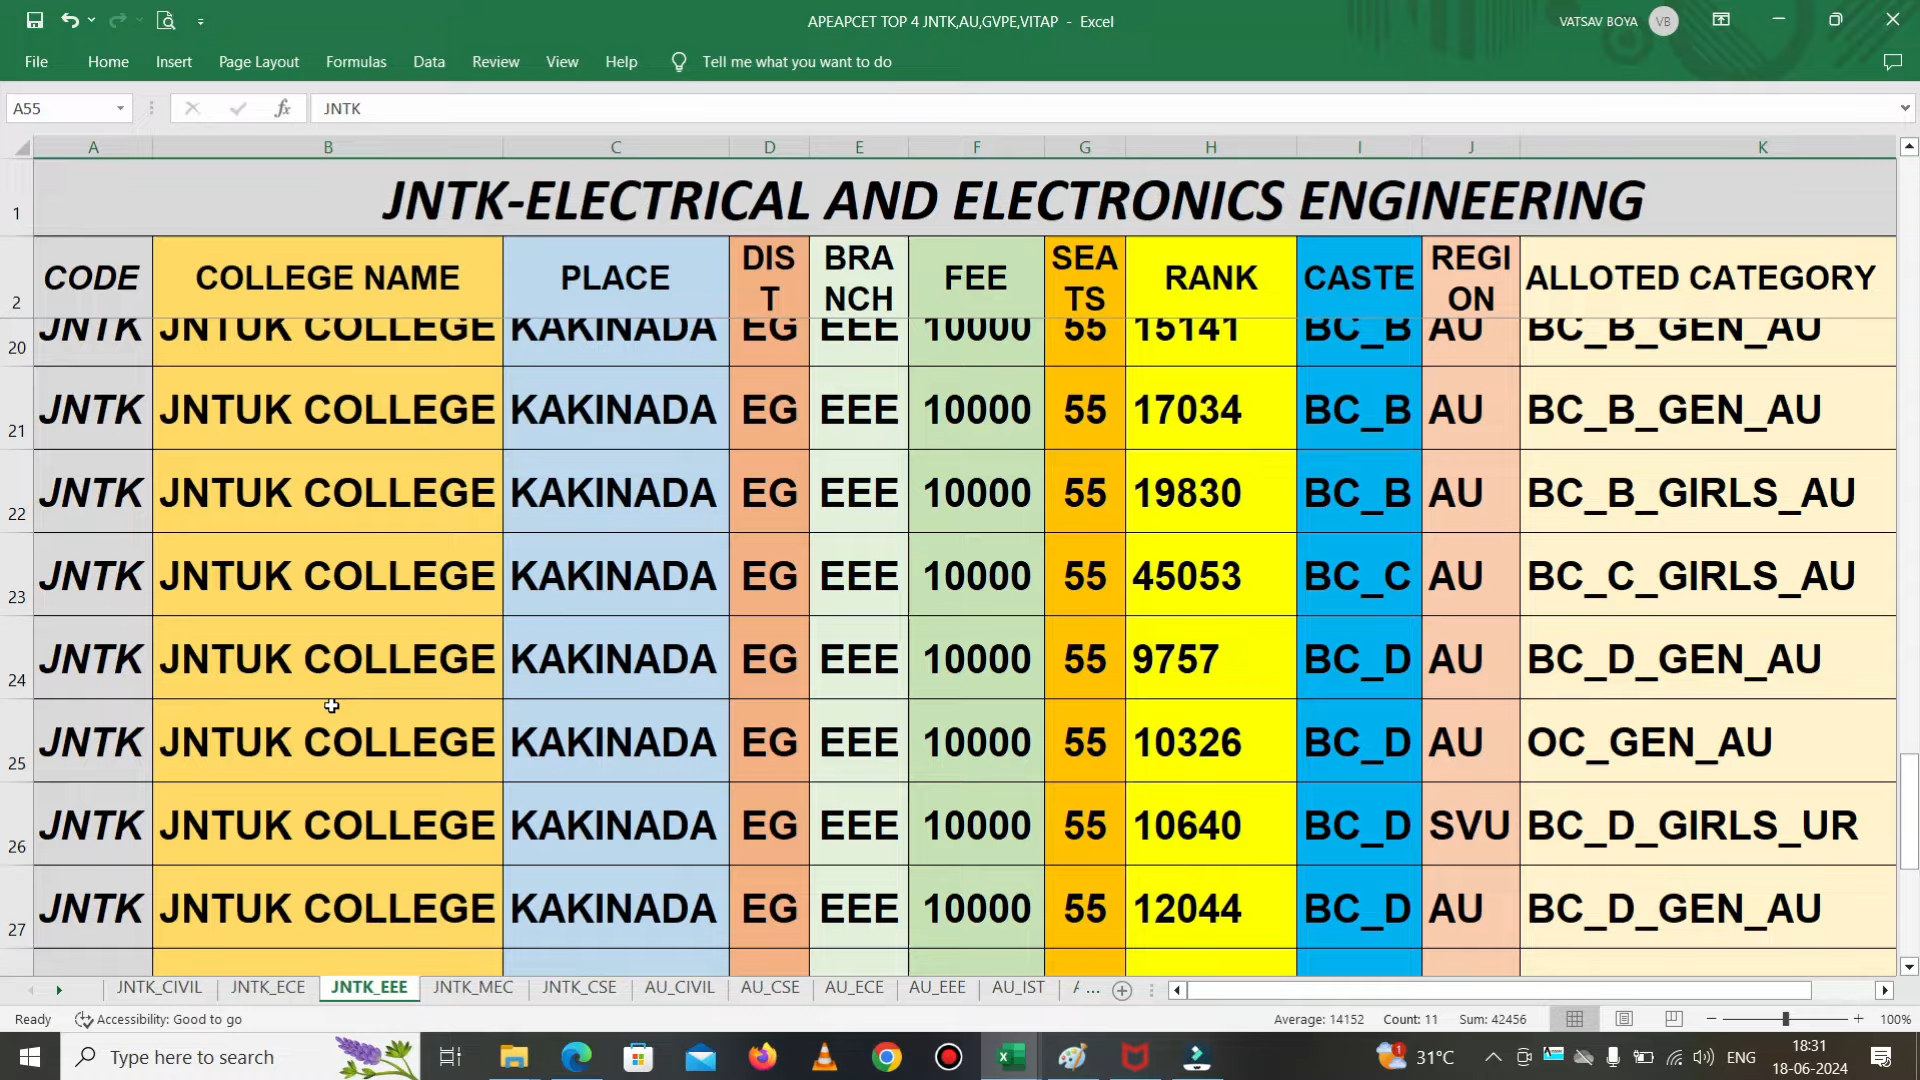 APEAPCET TOP 4 JNTK,AU,GVPE,VITAP - Excel
VATSAV BOYA VB
File Home Insert Page Layout Formulas Data Review View Help Tell me what you want to do
A55 fx JNTK
A B C D E F G H I J K
1 JNTK-ELECTRICAL AND ELECTRONICS ENGINEERING
2 CODE COLLEGE NAME PLACE DIST BRANCH FEE SEATS RANK CASTE REGION ALLOTED CATEGORY
20 JNTK JNTUK COLLEGE KAKINADA EG EEE 10000 55 15141 BC_B AU BC_B_GEN_AU
21 JNTK JNTUK COLLEGE KAKINADA EG EEE 10000 55 17034 BC_B AU BC_B_GEN_AU
22 JNTK JNTUK COLLEGE KAKINADA EG EEE 10000 55 19830 BC_B AU BC_B_GIRLS_AU
23 JNTK JNTUK COLLEGE KAKINADA EG EEE 10000 55 45053 BC_C AU BC_C_GIRLS_AU
24 JNTK JNTUK COLLEGE KAKINADA EG EEE 10000 55 9757 BC_D AU BC_D_GEN_AU
25 JNTK JNTUK COLLEGE KAKINADA EG EEE 10000 55 10326 BC_D AU OC_GEN_AU
26 JNTK JNTUK COLLEGE KAKINADA EG EEE 10000 55 10640 BC_D SVU BC_D_GIRLS_UR
27 JNTK JNTUK COLLEGE KAKINADA EG EEE 10000 55 12044 BC_D AU BC_D_GEN_AU
JNTK_CIVIL JNTK_ECE JNTK_EEE JNTK_MEC JNTK_CSE AU_CIVIL AU_CSE AU_ECE AU_EEE AU_IST ...
Ready Accessibility: Good to go Average: 14152 Count: 11 Sum: 42456 100%
Type here to search 31°C ENG 18:31
18-06-2024